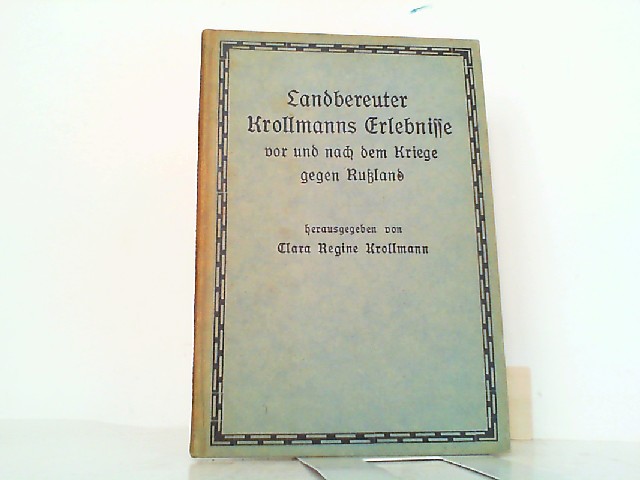 Landbereuter
Krollmanns Erlebnisse
vor und nach dem Kriege
gegen Rußland
herausgegeben von
Clara Regine Krollmann